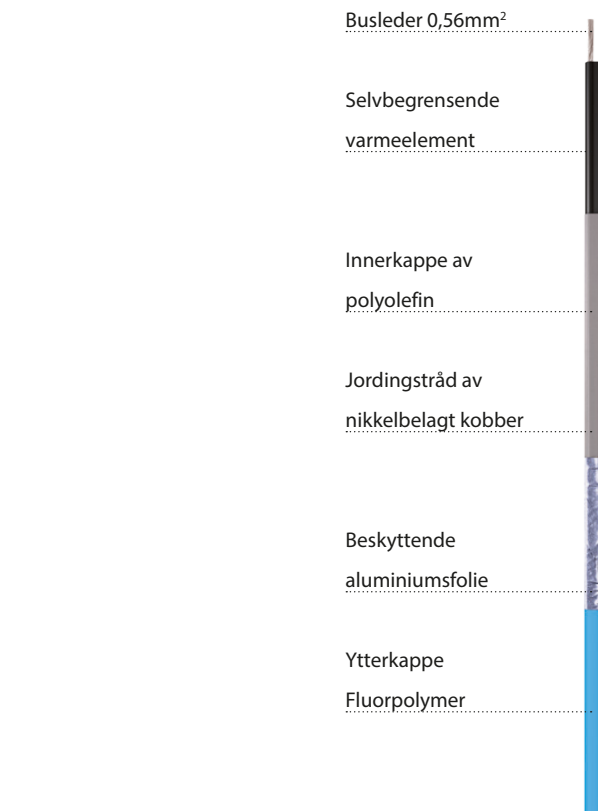 Busleder 0,56mm²
Selvbegrensende
varmeelement
Innerkappe av
polyolefin
Jordingstråd av
nikkelbelagt kobber
Beskyttende
aluminiumsfolie
Ytterkappe
Fluorpolymer